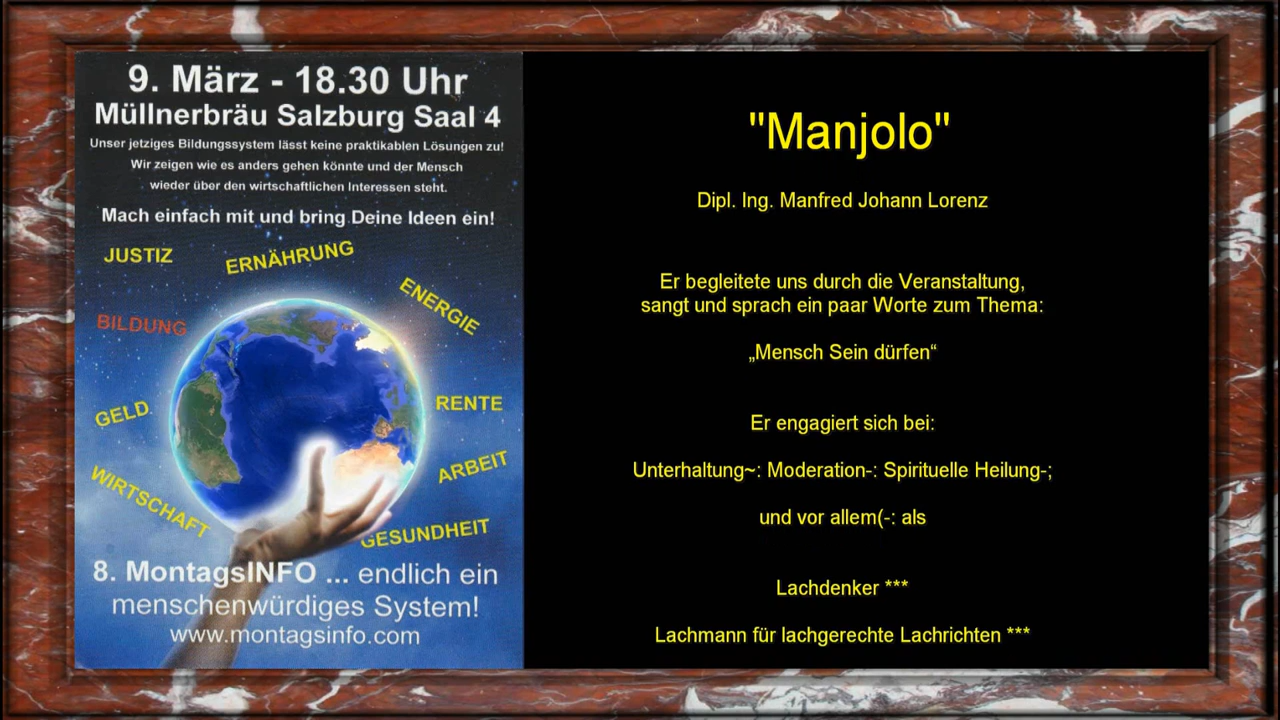 9. März - 18.30 Uhr
Müllnerbräu Salzburg Saal 4
Unser jetziges Bildungssystem lässt keine praktikablen Lösungen zu!
Wir zeigen wie es anders gehen könnte und der Mensch
wieder über den wirtschaftlichen Interessen steht.
Mach einfach mit und bring Deine Ideen ein!
JUSTIZ
ERNÄHRUNG
ENERGIE
BILDUNG
GELD
RENTE
WIRTSCHAFT
ARBEIT
GESUNDHEIT
8. MontagsINFO ... endlich ein
menschenwürdiges System!
www.montagsinfo.com
"Manjolo"
Dipl. Ing. Manfred Johann Lorenz
Er begleitete uns durch die Veranstaltung,
sangt und sprach ein paar Worte zum Thema:
„Mensch Sein dürfen“
Er engagiert sich bei:
Unterhaltung~: Moderation-: Spirituelle Heilung-;
und vor allem(-: als
Lachdenker ***
Lachmann für lachgerechte Lachrichten ***